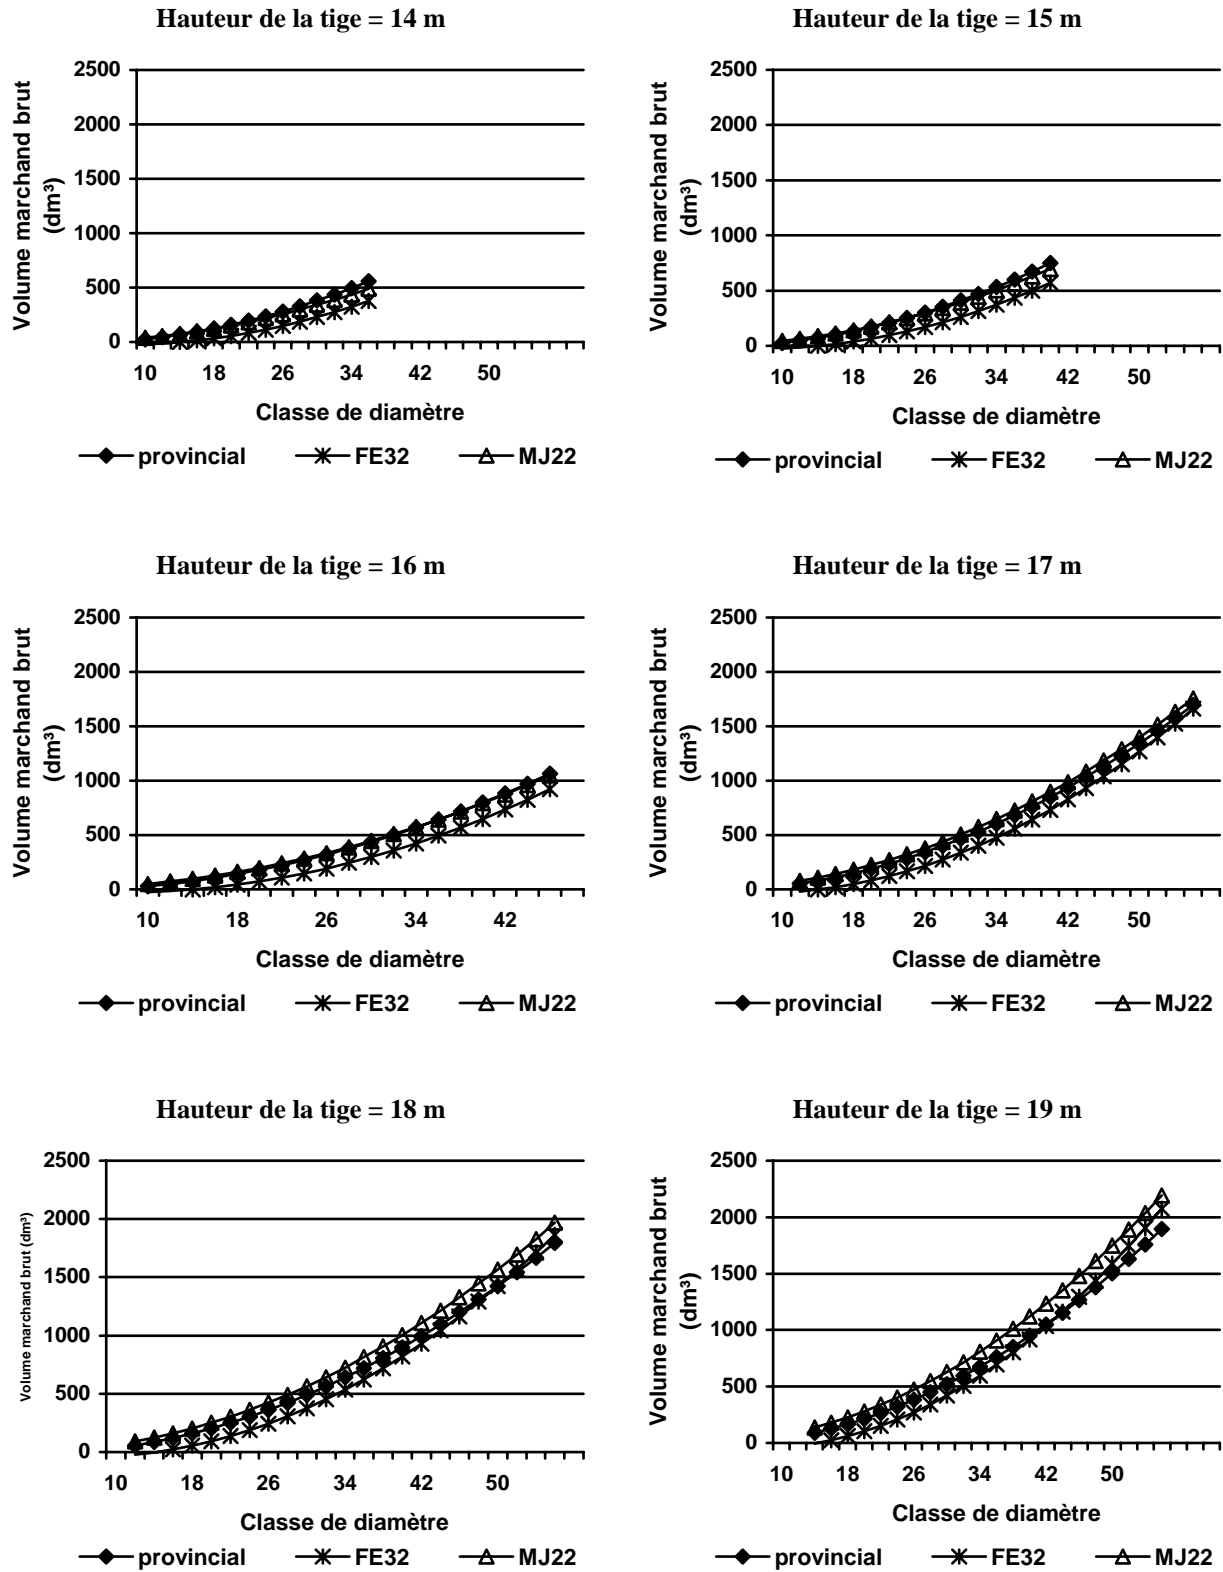 Hauteur de la tige = 14 m
Volume marchand brut
(dm³)
2500
2000
1500
1000
500
0
10 18 26 34 42 50
Classe de diamètre
provincial FE32 MJ22
Hauteur de la tige = 15 m
Volume marchand brut
(dm³)
2500
2000
1500
1000
500
0
10 18 26 34 42 50
Classe de diamètre
provincial FE32 MJ22
Hauteur de la tige = 16 m
Volume marchand brut
(dm³)
2500
2000
1500
1000
500
0
10 18 26 34 42
Classe de diamètre
provincial FE32 MJ22
Hauteur de la tige = 17 m
Volume marchand brut
(dm³)
2500
2000
1500
1000
500
0
10 18 26 34 42 50
Classe de diamètre
provincial FE32 MJ22
Hauteur de la tige = 18 m
Volume marchand brut (dm³)
2500
2000
1500
1000
500
0
10 18 26 34 42 50
Classe de diamètre
provincial FE32 MJ22
Hauteur de la tige = 19 m
Volume marchand brut
(dm³)
2500
2000
1500
1000
500
0
10 18 26 34 42 50
Classe de diamètre
provincial FE32 MJ22